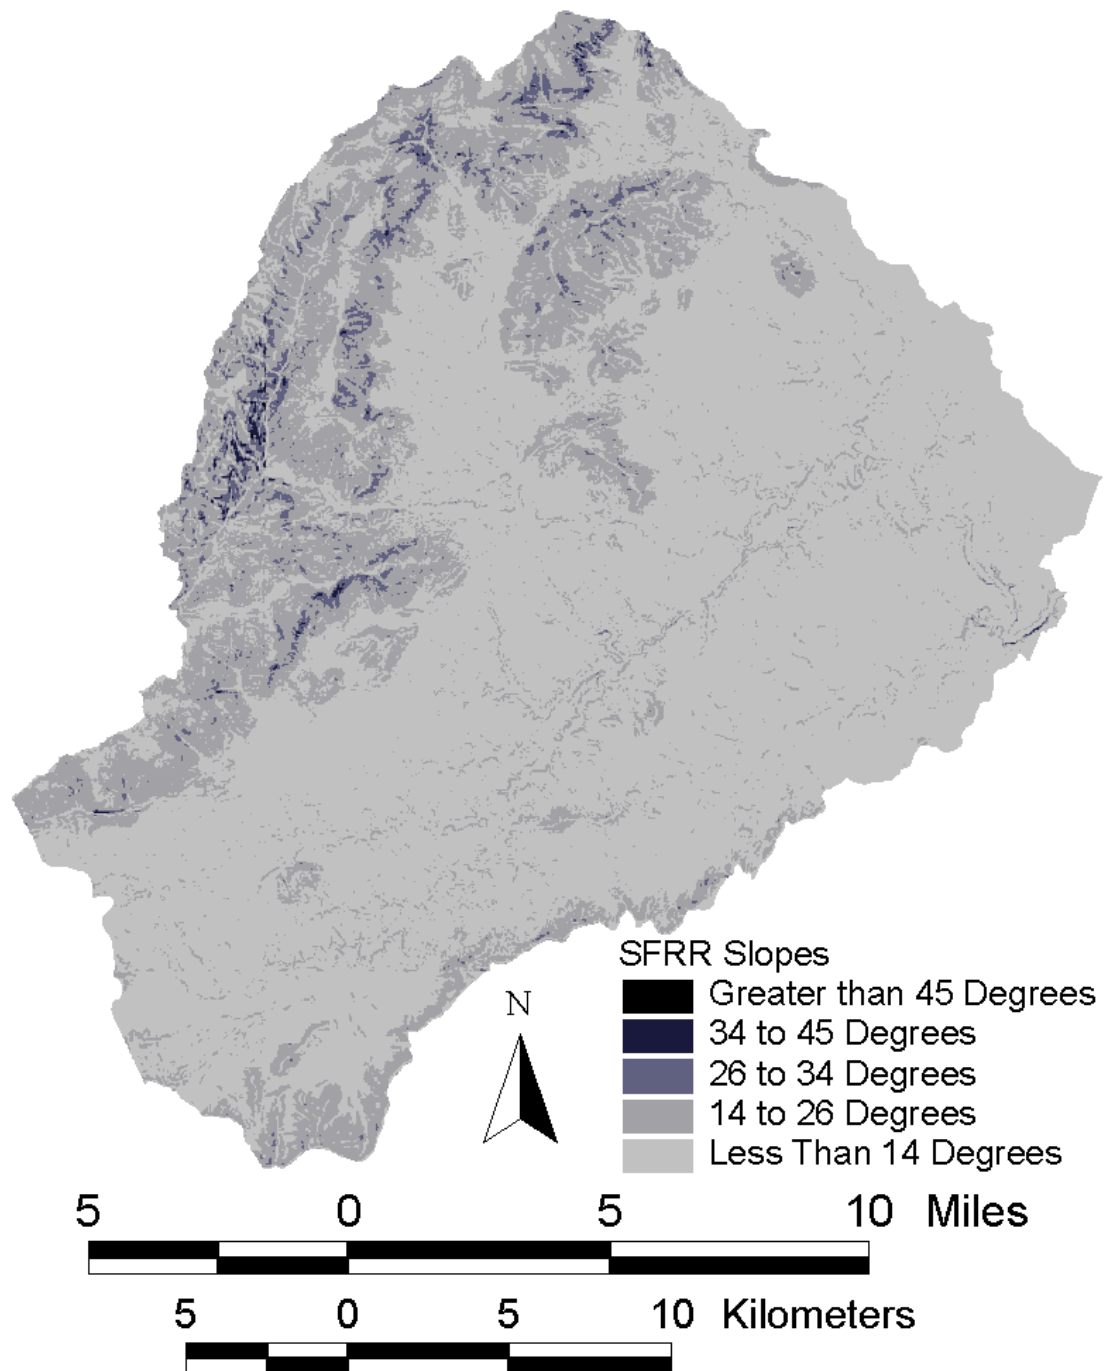 SFRR Slopes
Greater than 45 Degrees
34 to 45 Degrees
26 to 34 Degrees
14 to 26 Degrees
Less Than 14 Degrees
N
5 0 5 10 Miles
5 0 5 10 Kilometers